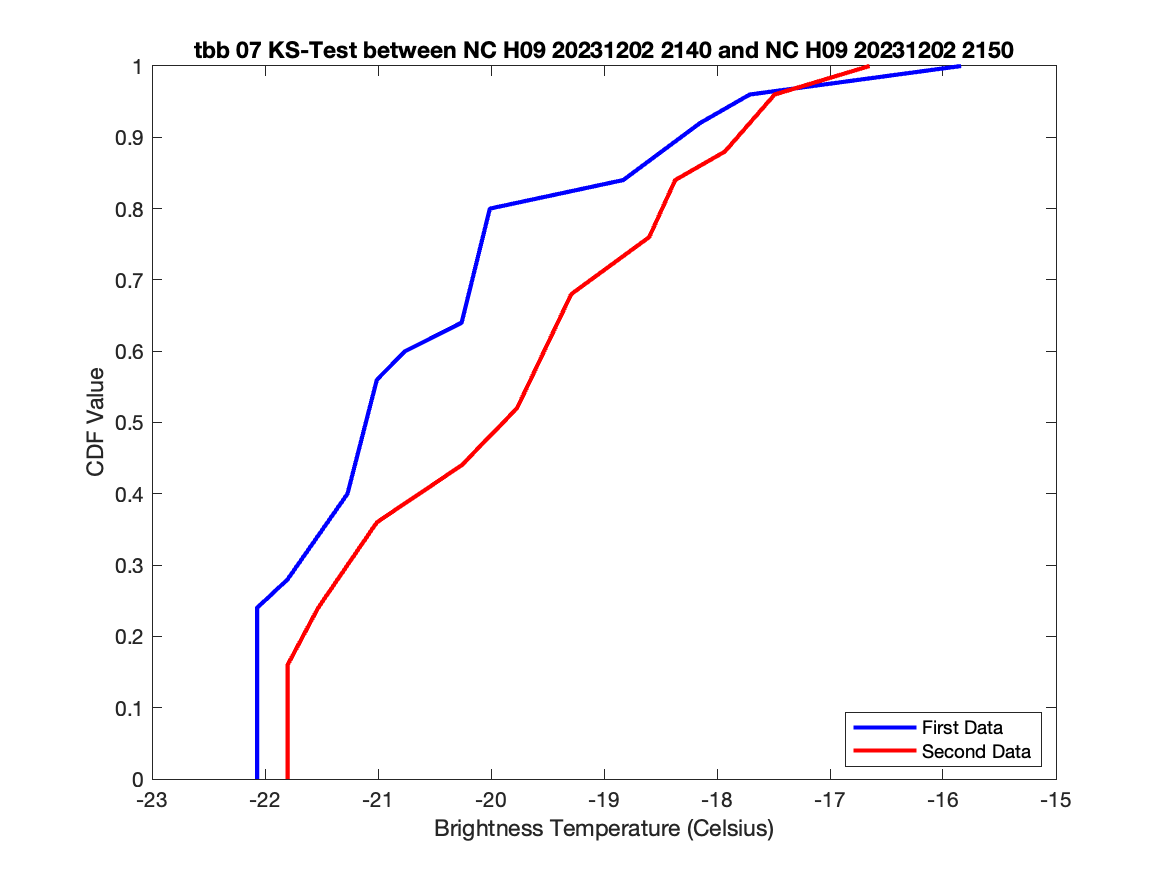 tbb 07 KS-Test between NC H09 20231202 2140 and NC H09 20231202 2150
1
0.9
0.8
0.7
0.6
0.5
0.4
0.3
0.2
0.1
0
CDF Value
First Data
Second Data
-23 -22 -21 -20 -19 -18 -17 -16 -15
Brightness Temperature (Celsius)